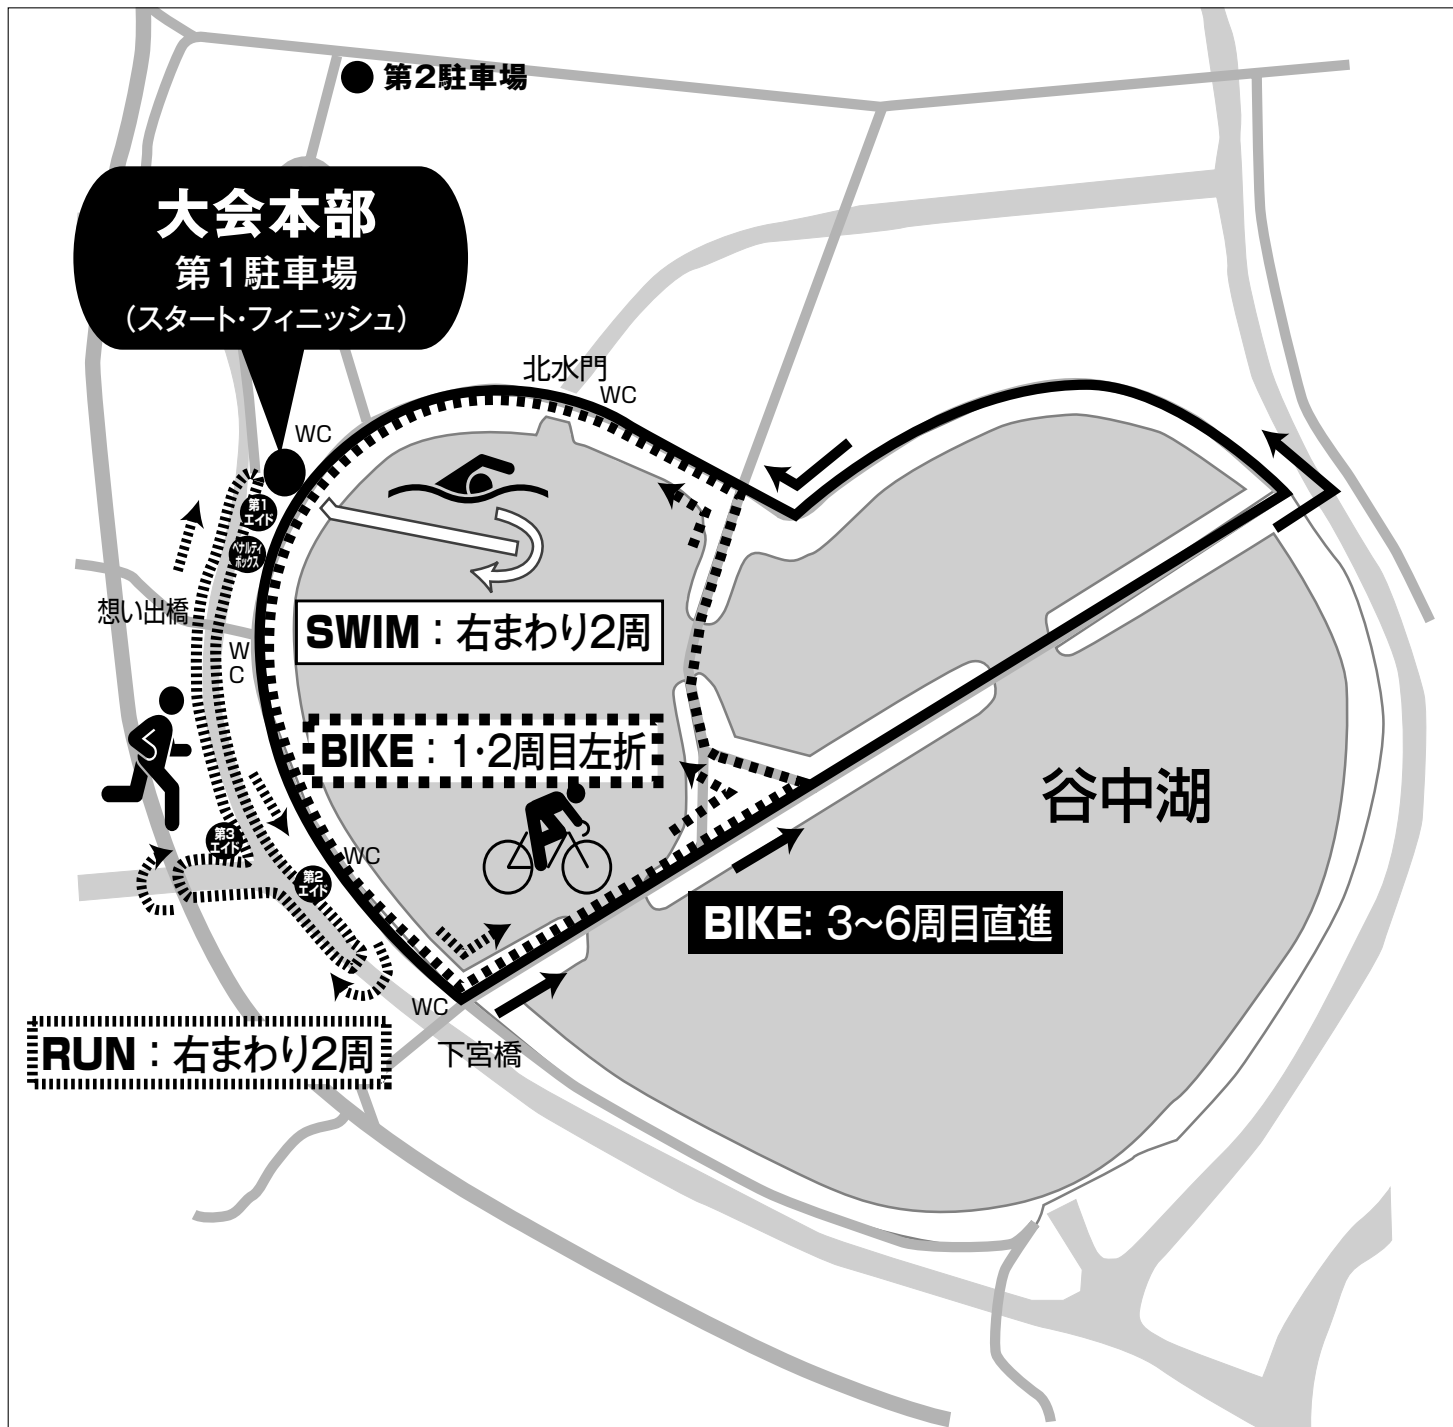 第2駐車場
大会本部
第1駐車場
（スタート・フィニッシュ）
北水門
WC
WC
第1
エイド
ペナルティ
ボックス
想い出橋
W
C
SWIM：右まわり2周
BIKE：1・2周目左折
谷中湖
第3
エイド
WC
第2
エイド
BIKE：3〜6周目直進
WC
下宮橋
RUN：右まわり2周